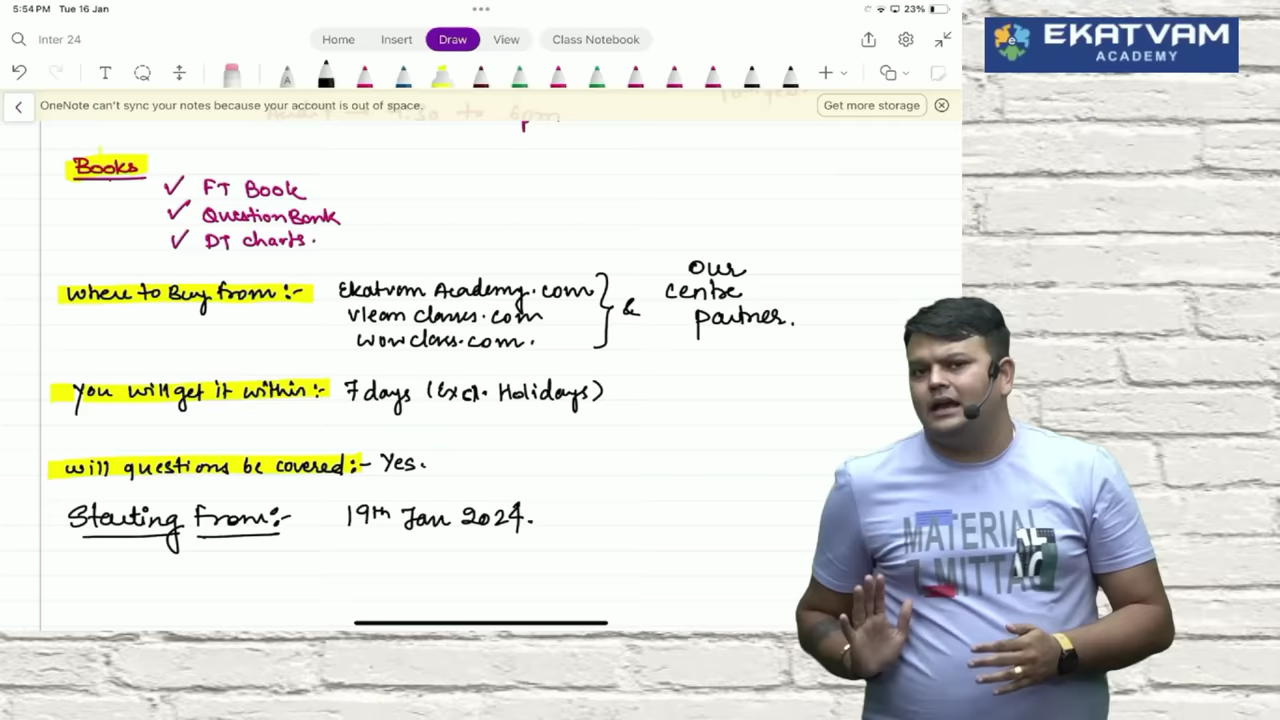 5:54 PM Tue 16 Jan
23%
Inter 24
Home Insert Draw View Class Notebook
EKATVAM
ACADEMY
OneNote can't sync your notes because your account is out of space.
Get more storage
to 6pm
Books
✓ FT Book
✓ Question Bank
✓ DT charts.
Where to Buy from :-
Ekatvam Academy.com
vlearn classes.com
wowclass.com.
&
Our
centre
partner.
You will get it within :- 7 days (Excl. Holidays)
will questions be covered :- Yes.
Starting from :- 19th Jan 2024.
MATERIAL